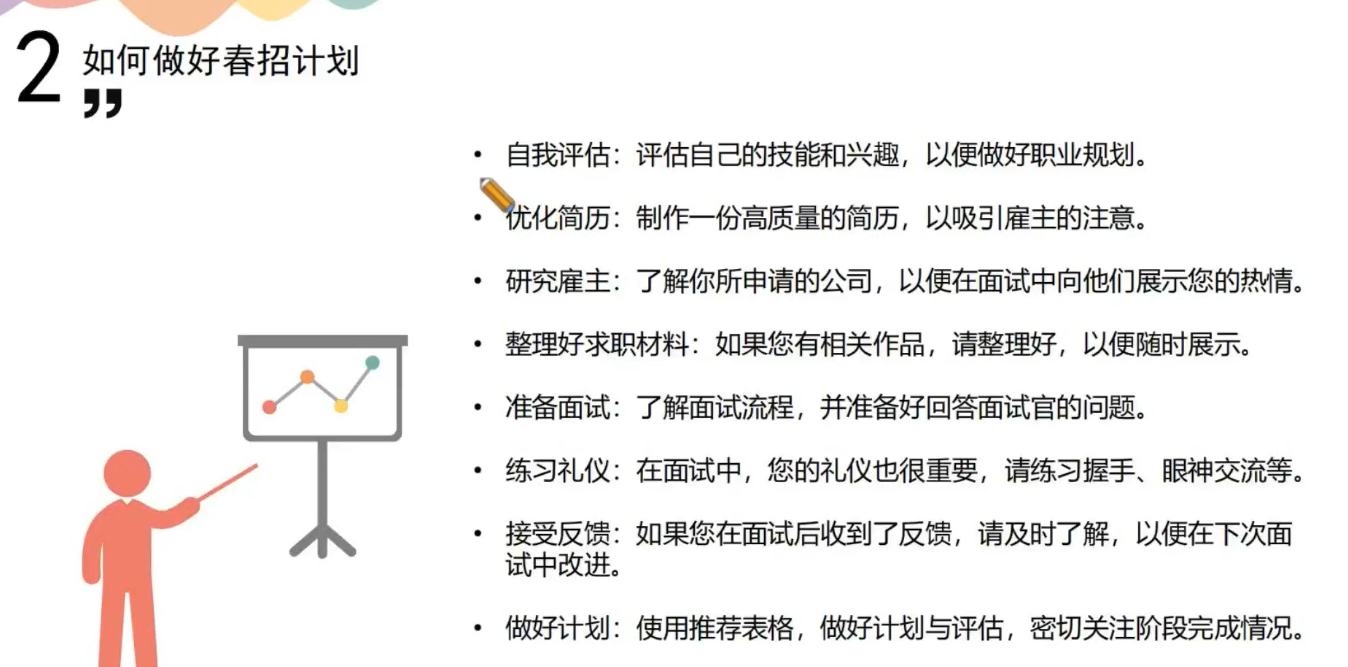 2 如何做好春招计划
”
• 自我评估：评估自己的技能和兴趣，以便做好职业规划。
• 优化简历：制作一份高质量的简历，以吸引雇主的注意。
• 研究雇主：了解你所申请的公司，以便在面试中向他们展示您的热情。
• 整理好求职材料：如果您有相关作品，请整理好，以便随时展示。
• 准备面试：了解面试流程，并准备好回答面试官的问题。
• 练习礼仪：在面试中，您的礼仪也很重要，请练习握手、眼神交流等。
• 接受反馈：如果您在面试后收到了反馈，请及时了解，以便在下次面
试中改进。
• 做好计划：使用推荐表格，做好计划与评估，密切关注阶段完成情况。